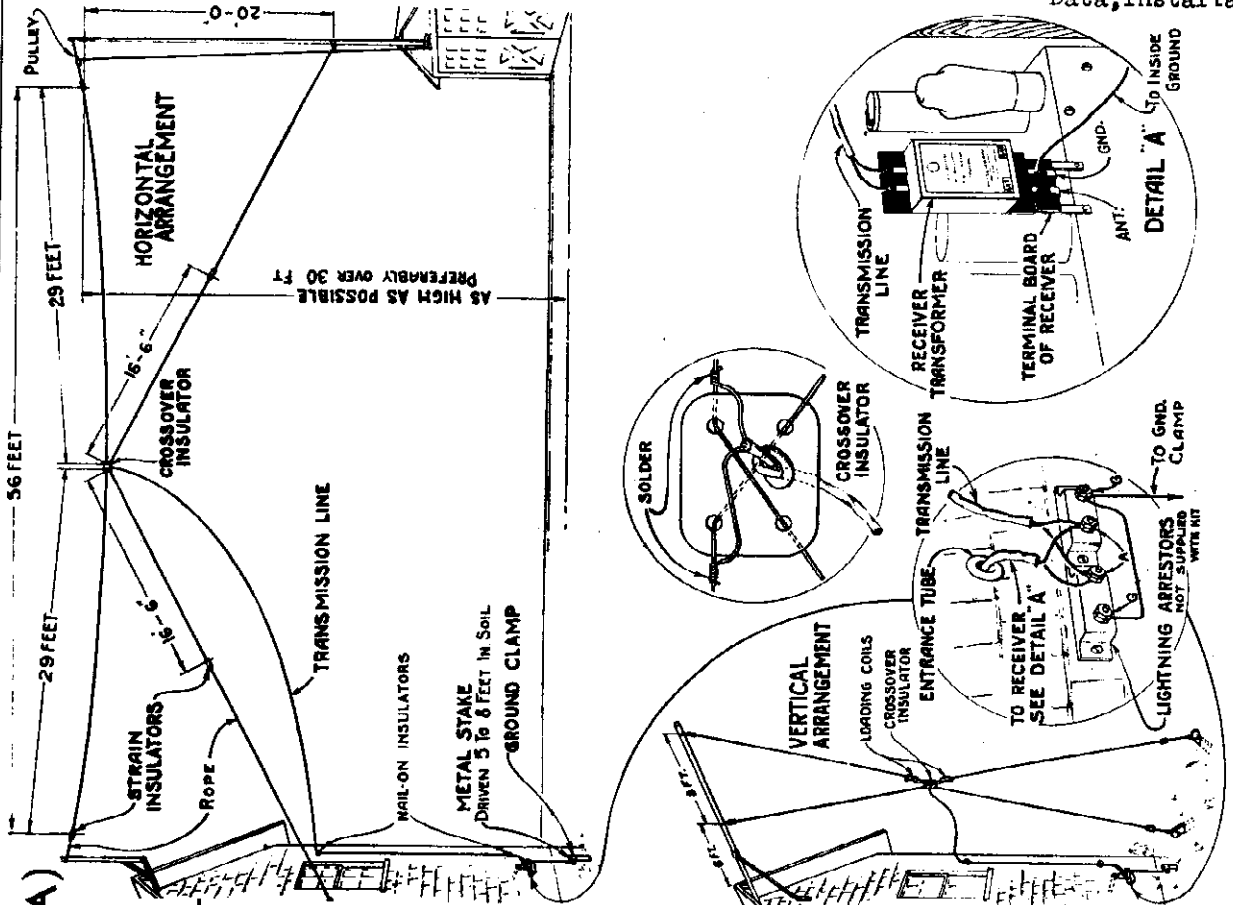 Data,Insta
A)
56 FEET
29 FEET
29 FEET
PULLEY
20'-0"
HORIZONTAL
ARRANGEMENT
16'-6"
16'-6"
CROSSOVER
INSULATOR
AS HIGH AS POSSIBLE
PREFERABLY OVER 30 FT
STRAIN
INSULATORS
ROPE
TRANSMISSION LINE
NAIL-ON INSULATORS
METAL STAKE
DRIVEN 5 TO 8 FEET IN SOIL
GROUND CLAMP
SOLDER
CROSSOVER
INSULATOR
TRANSMISSION
LINE
RECEIVER
TRANSFORMER
TERMINAL BOARD
OF RECEIVER
ANT.
GND.
TO INSIDE
GROUND
DETAIL "A"
VERTICAL
ARRANGEMENT
8 FT.
8 FT.
LOADING COILS
CROSSOVER
INSULATOR
ENTRANCE TUBE
TRANSMISSION
LINE
TO RECEIVER
SEE DETAIL "A"
A
G
G
TO GND.
CLAMP
LIGHTNING ARRESTORS
NOT SUPPLIED
WITH KIT